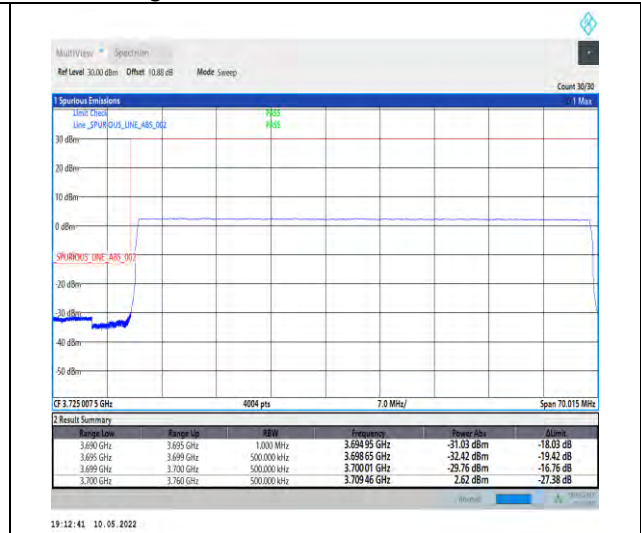 MultiView Spectrum
Ref Level 30.00 dBm Offset 10.88 dB Mode Sweep
Count 30/30
1 Spurious Emissions 1 Max
Limit Check PASS
Line _SPURIOUS_LINE_ABS_002 PASS
30 dBm
20 dBm
10 dBm
0 dBm
_SPURIOUS_LINE_ABS_002
-20 dBm
-30 dBm
-40 dBm
-50 dBm
CF 3.725 007 5 GHz 4004 pts 7.0 MHz/ Span 70.015 MHz
2 Result Summary
Range Low Range Up RBW Frequency Power Abs ΔLimit
3.690 GHz 3.695 GHz 1.000 MHz 3.694 95 GHz -31.03 dBm -18.03 dB
3.695 GHz 3.699 GHz 500.000 kHz 3.698 65 GHz -32.42 dBm -19.42 dB
3.699 GHz 3.700 GHz 500.000 kHz 3.700 01 GHz -29.76 dBm -16.76 dB
3.700 GHz 3.760 GHz 500.000 kHz 3.709 46 GHz 2.62 dBm -27.38 dB
19:12:41 10.05.2022